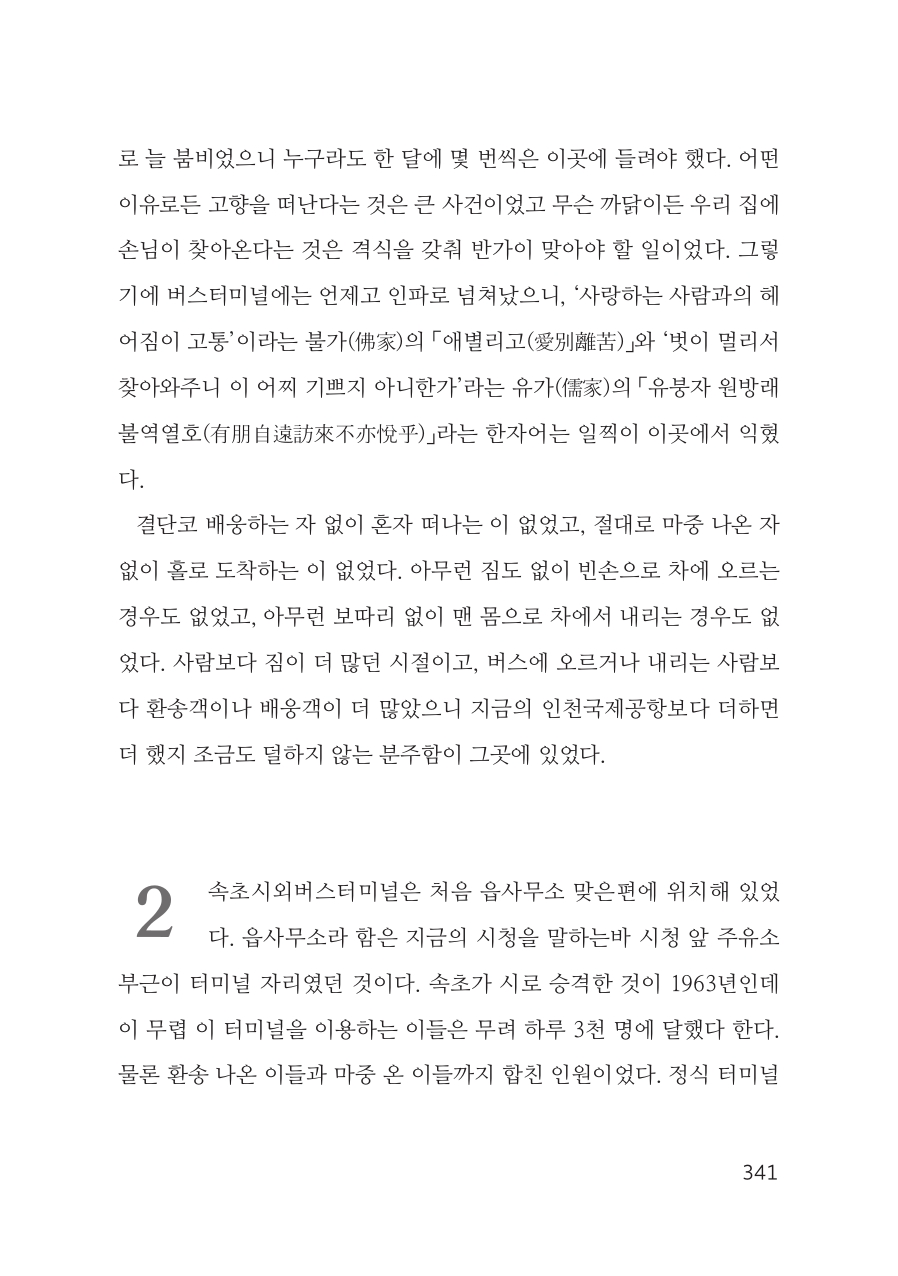 로 늘 붐비었으니 누구라도 한 달에 몇 번씩은 이곳에 들려야 했다. 어떤
이유로든 고향을 떠난다는 것은 큰 사건이었고 무슨 까닭이든 우리 집에
손님이 찾아온다는 것은 격식을 갖춰 반가이 맞아야 할 일이었다. 그렇
기에 버스터미널에는 언제고 인파로 넘쳐났으니, ‘사랑하는 사람과의 헤
어짐이 고통’이라는 불가(佛家)의 「애별리고(愛別離苦)」와 ‘벗이 멀리서
찾아와주니 이 어찌 기쁘지 아니한가’라는 유가(儒家)의 「유붕자 원방래
불역열호(有朋自遠訪來不亦悅乎)」라는 한자어는 일찍이 이곳에서 익혔
다.
결단코 배웅하는 자 없이 혼자 떠나는 이 없었고, 절대로 마중 나온 자
없이 홀로 도착하는 이 없었다. 아무런 짐도 없이 빈손으로 차에 오르는
경우도 없었고, 아무런 보따리 없이 맨 몸으로 차에서 내리는 경우도 없
었다. 사람보다 짐이 더 많던 시절이고, 버스에 오르거나 내리는 사람보
다 환송객이나 배웅객이 더 많았으니 지금의 인천국제공항보다 더하면
더 했지 조금도 덜하지 않는 분주함이 그곳에 있었다.
2
속초시외버스터미널은 처음 읍사무소 맞은편에 위치해 있었
다. 읍사무소라 함은 지금의 시청을 말하는바 시청 앞 주유소
부근이 터미널 자리였던 것이다. 속초가 시로 승격한 것이 1963년인데
이 무렵 이 터미널을 이용하는 이들은 무려 하루 3천 명에 달했다 한다.
물론 환송 나온 이들과 마중 온 이들까지 합친 인원이었다. 정식 터미널
341